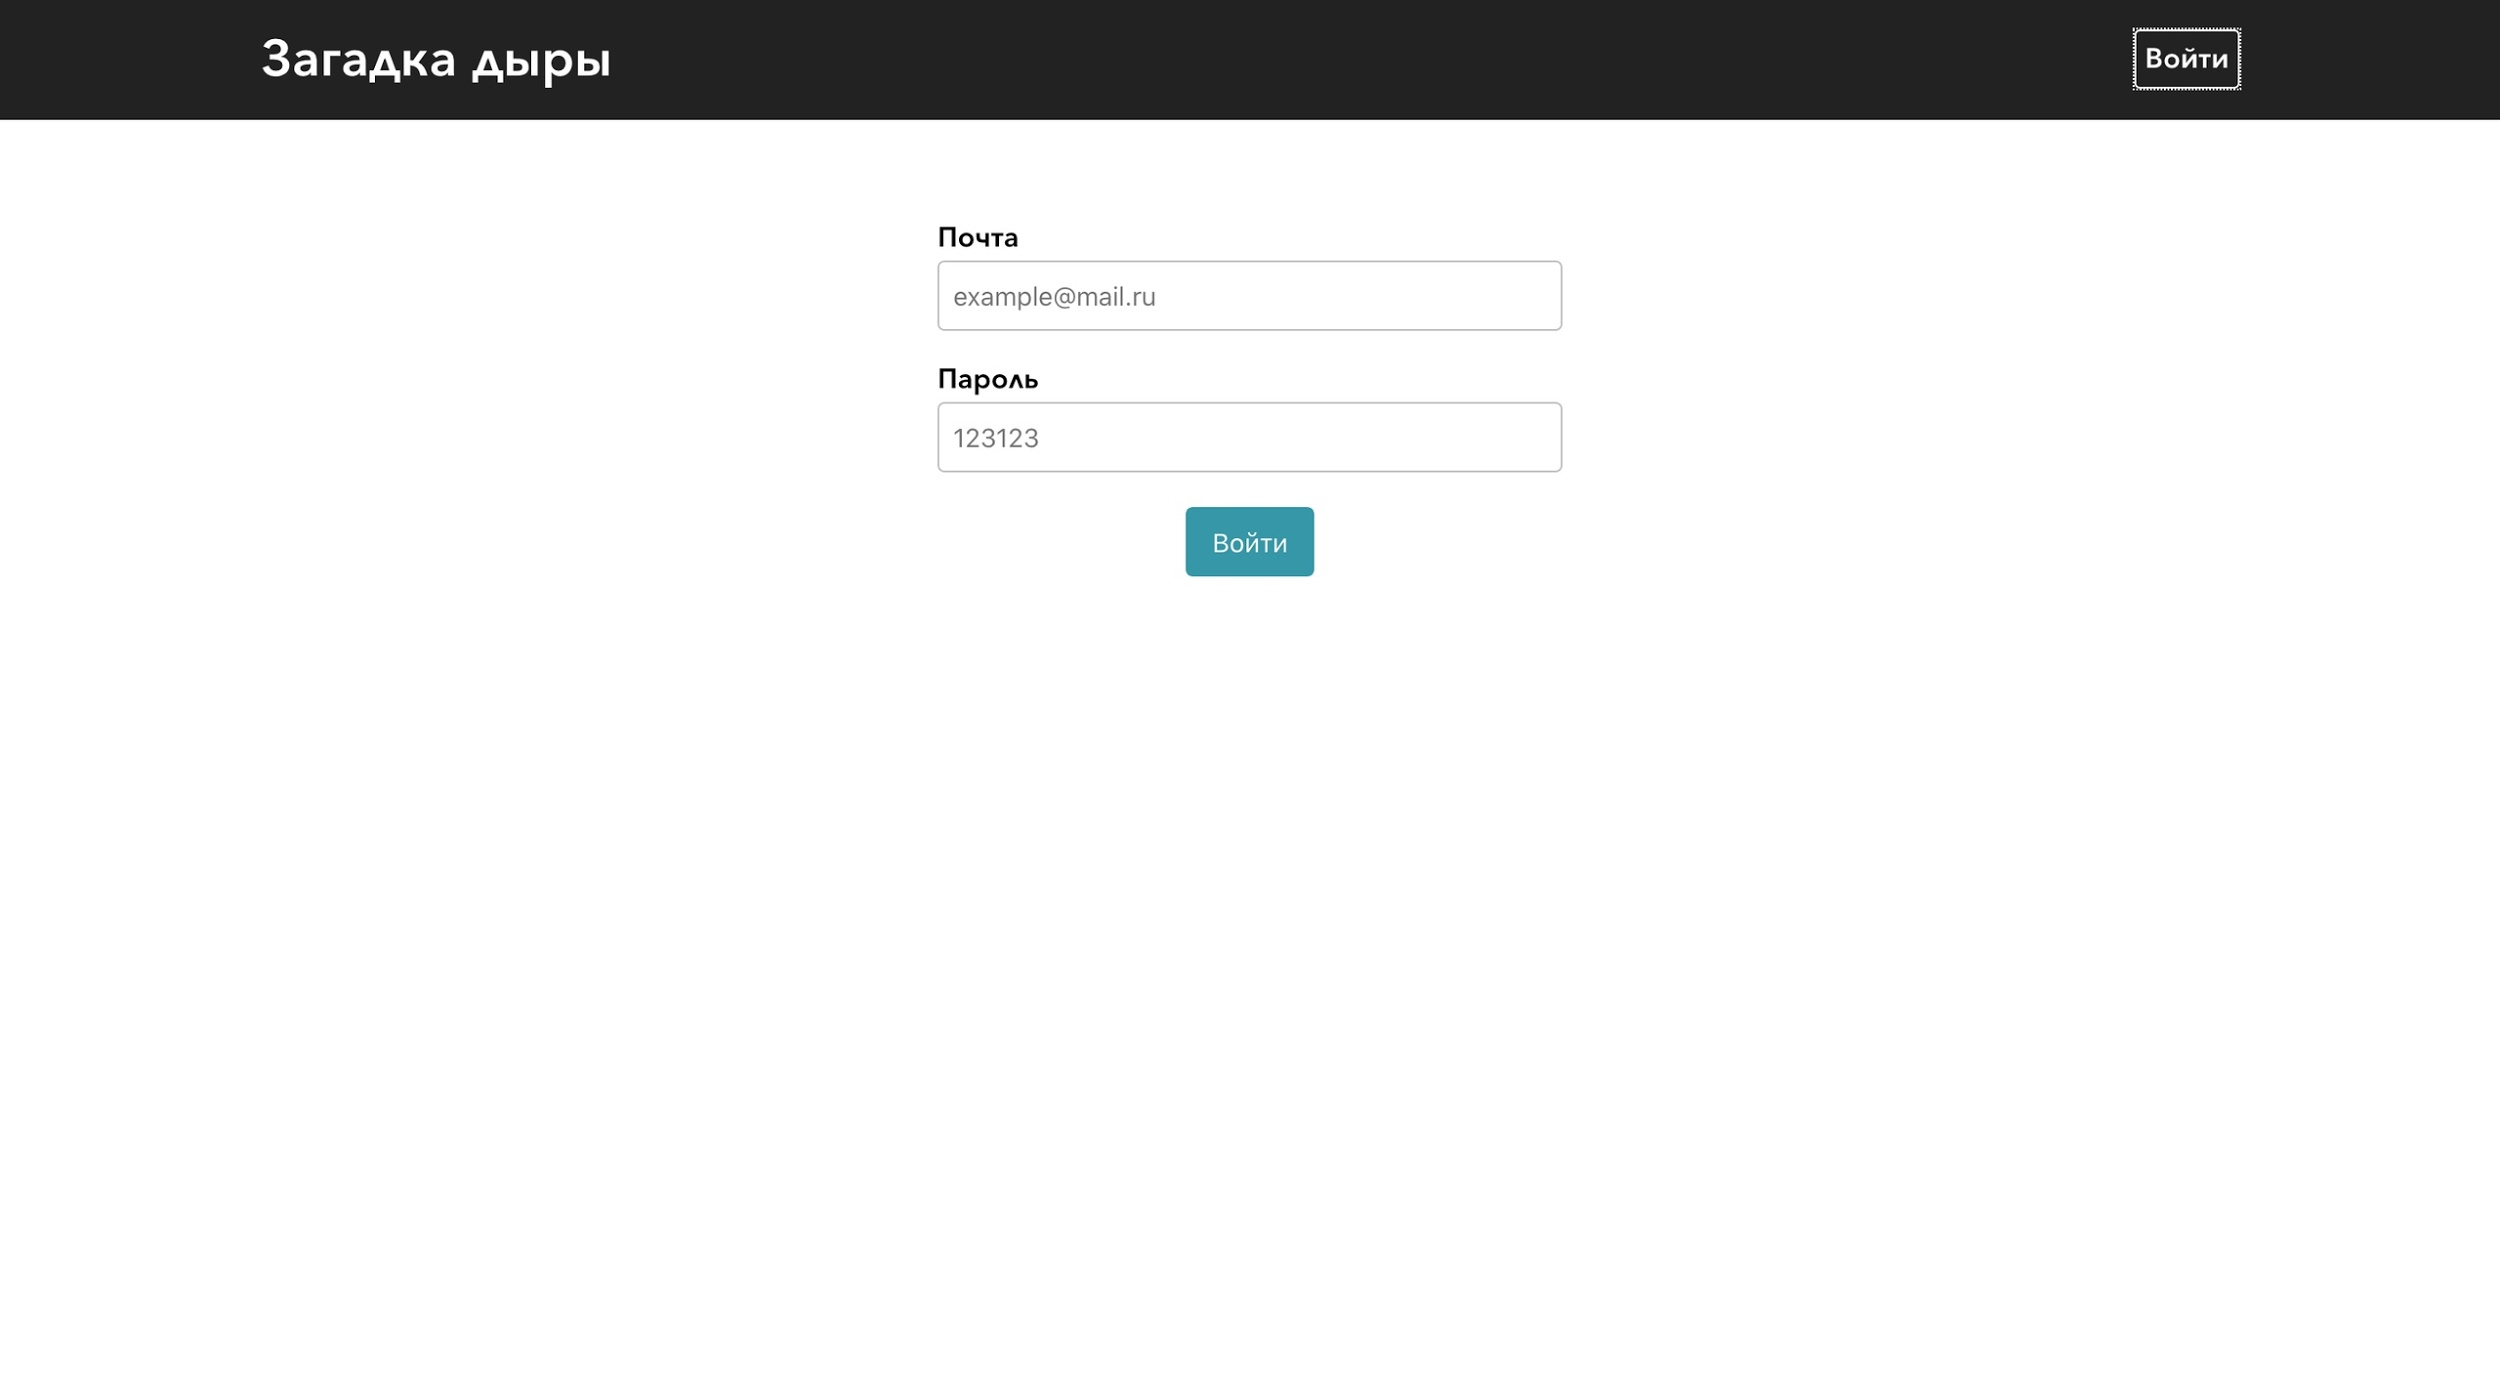 Загадка дыры
Войти
Почта
example@mail.ru
Пароль
123123
Войти